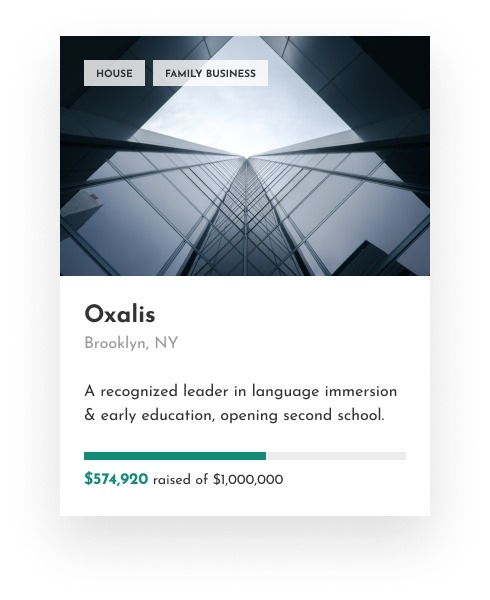 HOUSE FAMILY BUSINESS
Oxalis
Brooklyn, NY
A recognized leader in language immersion
& early education, opening second school.
$574,920 raised of $1,000,000